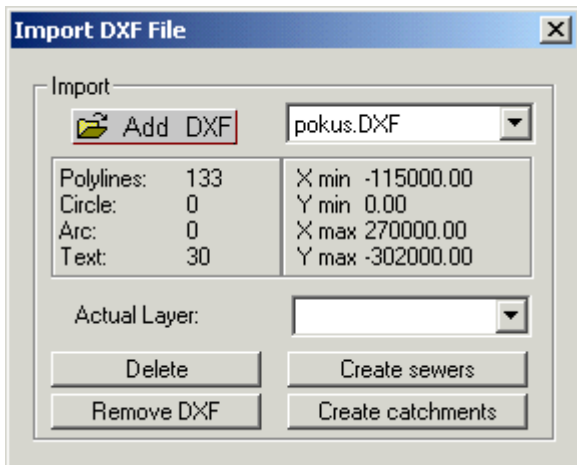 Import DXF File
Import
Add DXF
pokus.DXF
Polylines: 133
Circle: 0
Arc: 0
Text: 30
X min -115000.00
Y min 0.00
X max 270000.00
Y max -302000.00
Actual Layer:
Delete
Create sewers
Remove DXF
Create catchments